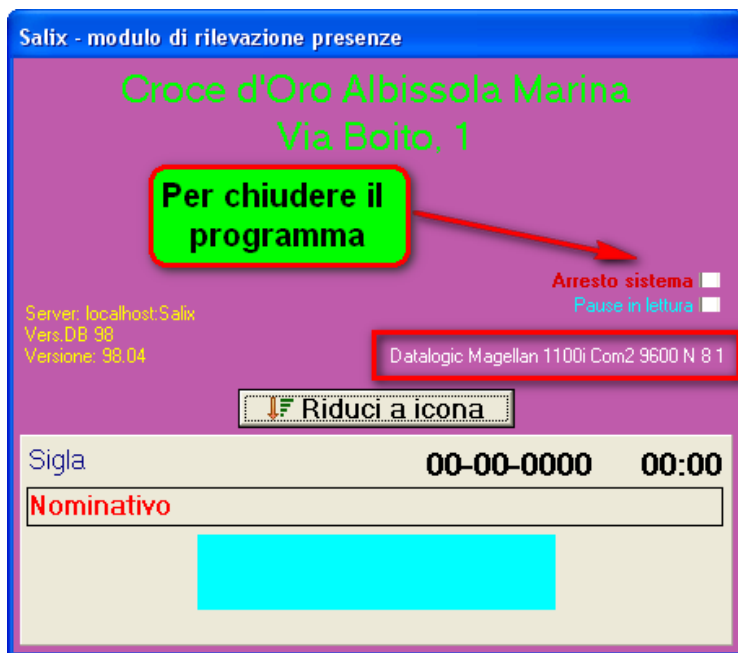 Salix - modulo di rilevazione presenze
Croce d'Oro Albissola Marina
Via Boito, 1
Per chiudere il
programma
Arresto sistema
Pause in lettura
Server: localhost:Salix
Vers.DB 98
Versione: 98.04
Datalogic Magellan 1100i Com2 9600 N 8 1
Riduci a icona
Sigla 00-00-0000 00:00
Nominativo